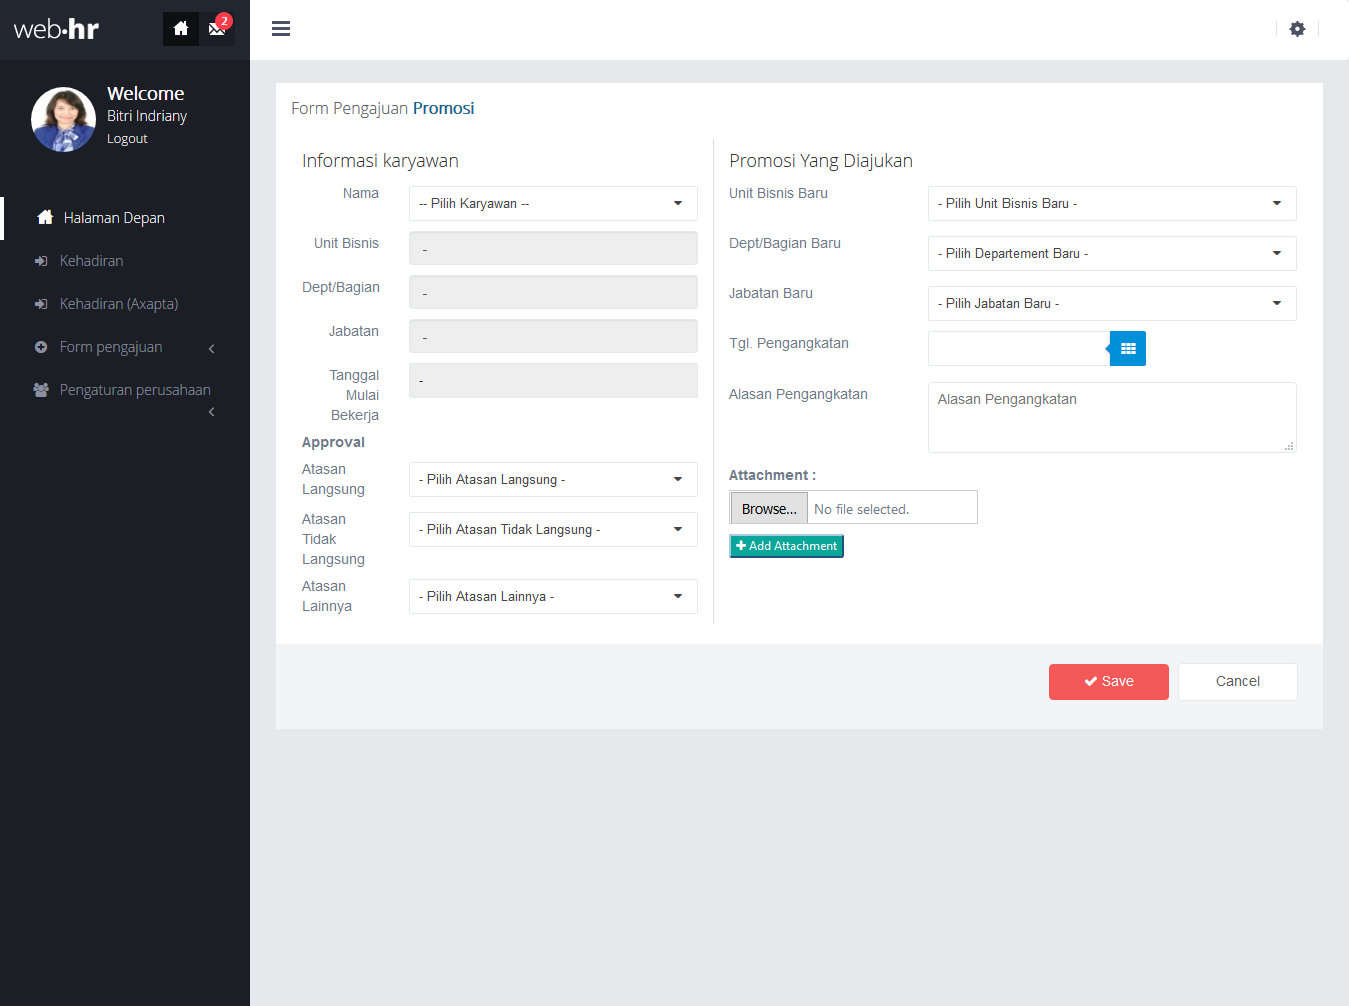 web·hr
2
Welcome
Bitri Indriany
Logout
Halaman Depan
Kehadiran
Kehadiran (Axapta)
Form pengajuan
Pengaturan perusahaan
Form Pengajuan Promosi
Informasi karyawan
Nama
-- Pilih Karyawan --
Unit Bisnis
-
Dept/Bagian
-
Jabatan
-
Tanggal
Mulai
Bekerja
-
Approval
Atasan
Langsung
- Pilih Atasan Langsung -
Atasan
Tidak
Langsung
- Pilih Atasan Tidak Langsung -
Atasan
Lainnya
- Pilih Atasan Lainnya -
Promosi Yang Diajukan
Unit Bisnis Baru
- Pilih Unit Bisnis Baru -
Dept/Bagian Baru
- Pilih Departement Baru -
Jabatan Baru
- Pilih Jabatan Baru -
Tgl. Pengangkatan
Alasan Pengangkatan
Alasan Pengangkatan
Attachment :
Browse... No file selected.
Add Attachment
Save
Cancel